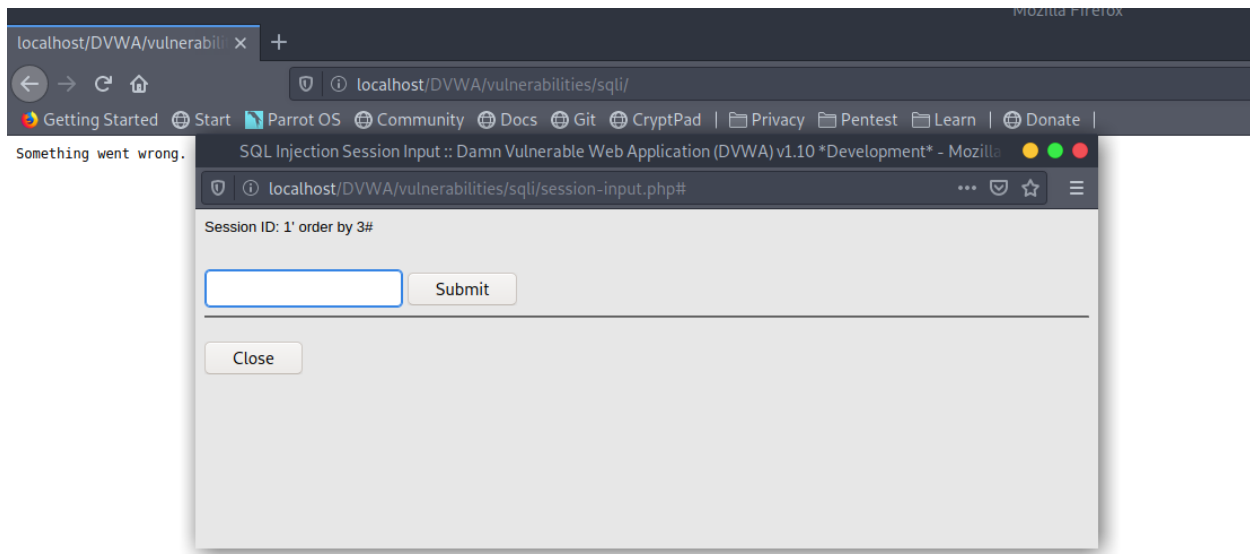 Mozilla Firefox
localhost/DVWA/vulnerabili
localhost/DVWA/vulnerabilities/sqli/
Getting Started Start Parrot OS Community Docs Git CryptPad | Privacy Pentest Learn | Donate |
Something went wrong.
SQL Injection Session Input :: Damn Vulnerable Web Application (DVWA) v1.10 *Development* - Mozilla
localhost/DVWA/vulnerabilities/sqli/session-input.php#
Session ID: 1' order by 3#
Submit
Close